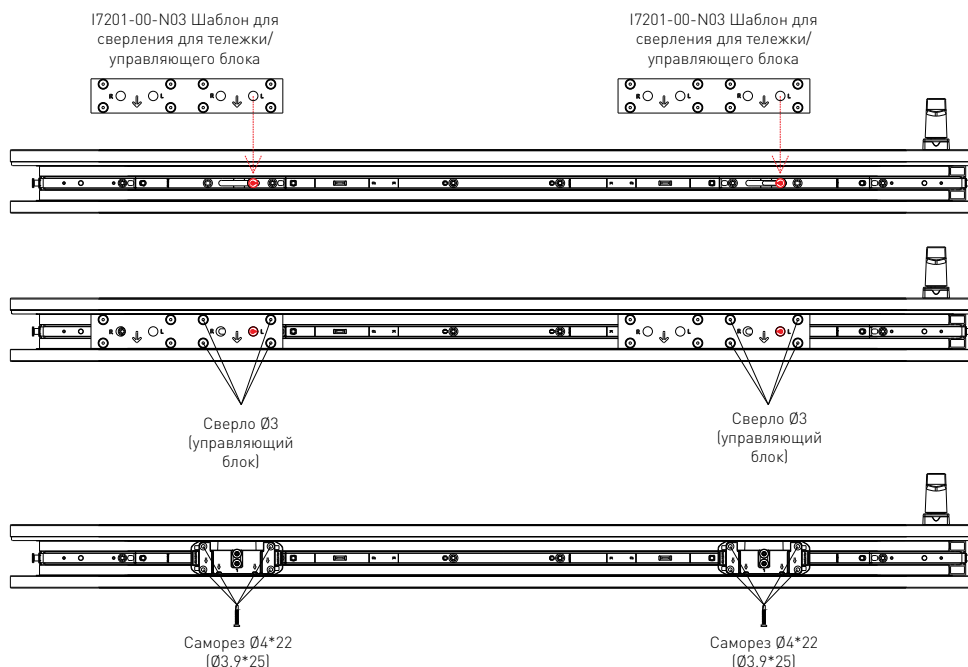 I7201-00-N03 Шаблон для
сверления для тележки/
управляющего блока
I7201-00-N03 Шаблон для
сверления для тележки/
управляющего блока
R L R L
R L R L
R L R L
R L R L
Сверло Ø3
(управляющий
блок)
Сверло Ø3
(управляющий
блок)
Саморез Ø4*22
(Ø3,9*25)
Саморез Ø4*22
(Ø3,9*25)